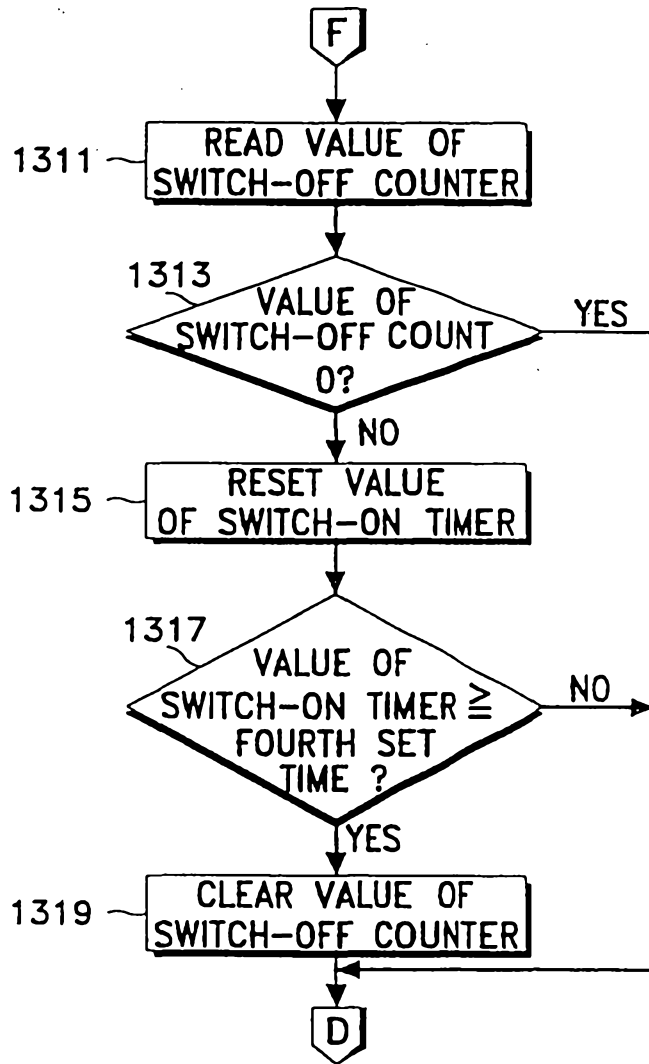 F
1311
READ VALUE OF
SWITCH-OFF COUNTER
1313
VALUE OF
SWITCH-OFF COUNT
0?
YES
NO
1315
RESET VALUE
OF SWITCH-ON TIMER
1317
VALUE OF
SWITCH-ON TIMER ≧
FOURTH SET
TIME ?
NO
YES
1319
CLEAR VALUE OF
SWITCH-OFF COUNTER
D